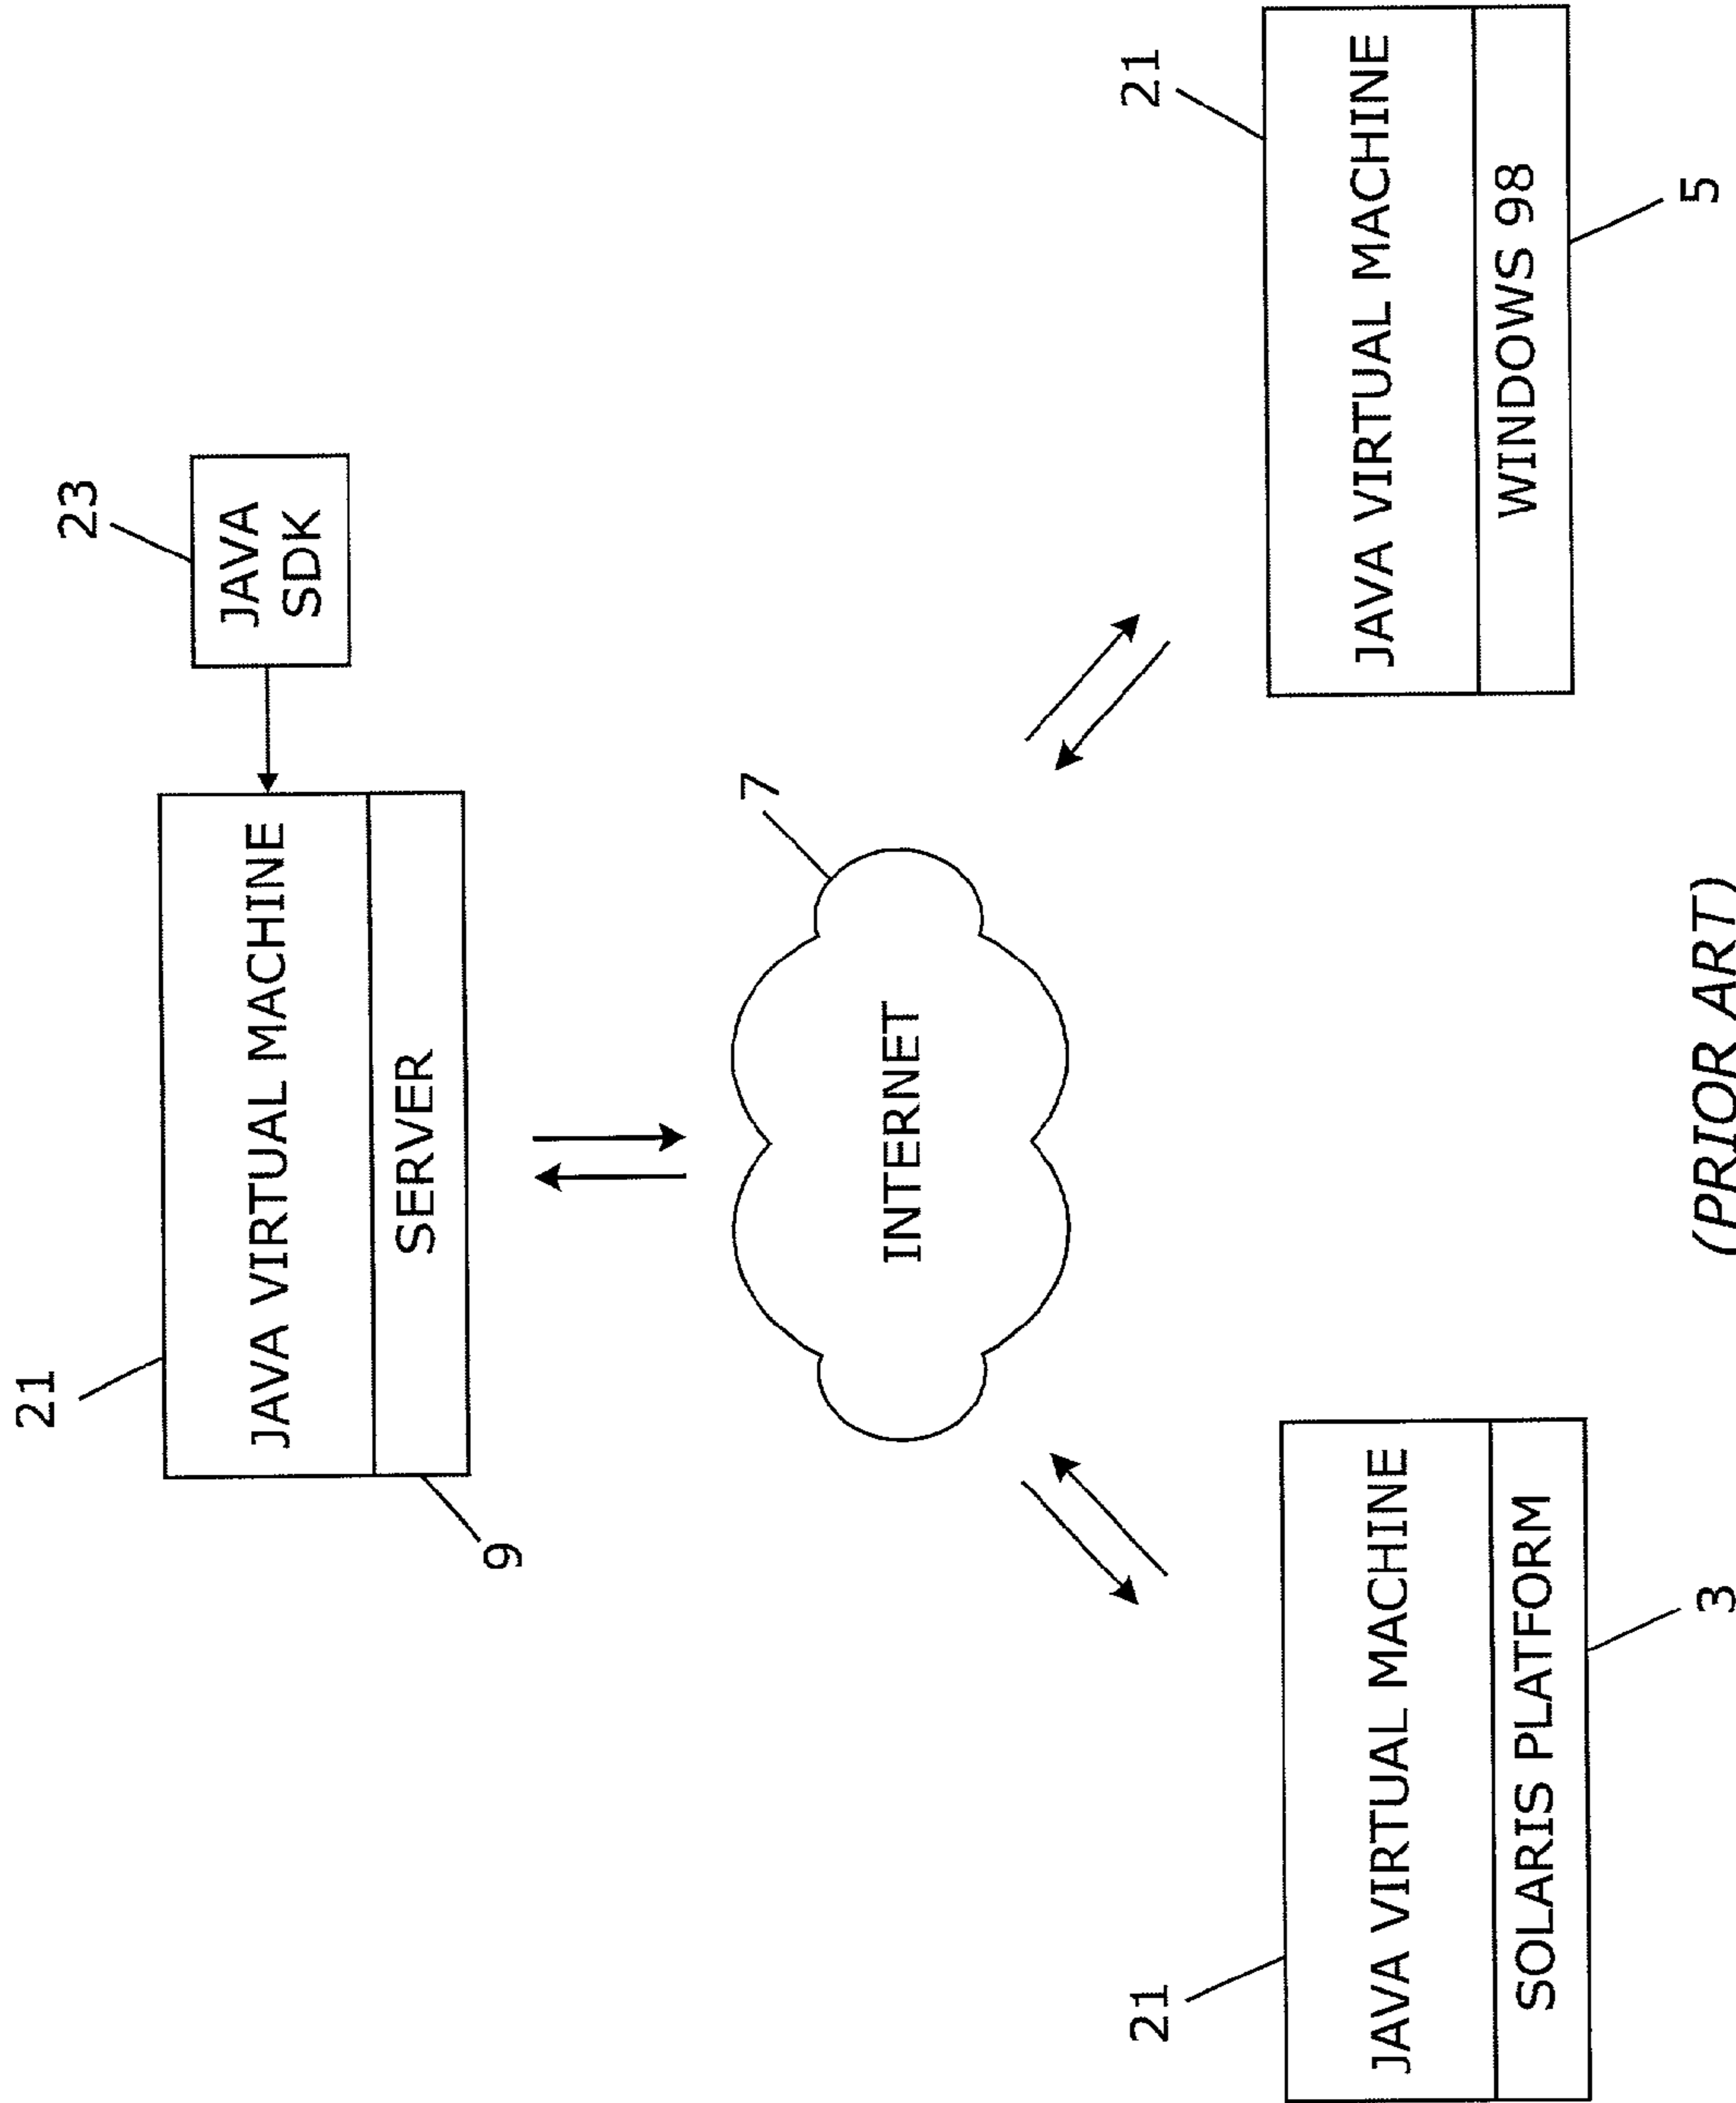 21
23
JAVA VIRTUAL MACHINE
SERVER
9
JAVA
SDK
7
INTERNET
21
JAVA VIRTUAL MACHINE
SOLARIS PLATFORM
3
21
JAVA VIRTUAL MACHINE
WINDOWS 98
5
(PRIOR ART)